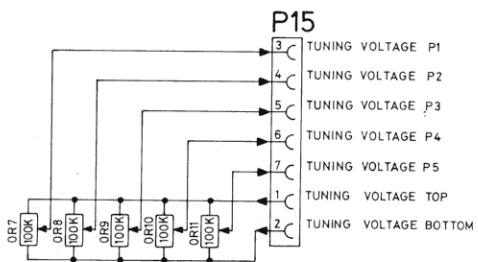 P15
3 TUNING VOLTAGE P1
4 TUNING VOLTAGE P2
5 TUNING VOLTAGE P3
6 TUNING VOLTAGE P4
7 TUNING VOLTAGE P5
1 TUNING VOLTAGE TOP
2 TUNING VOLTAGE BOTTOM
0R7 100K
0R8 100K
0R9 100K
0R10 100K
0R11 100K